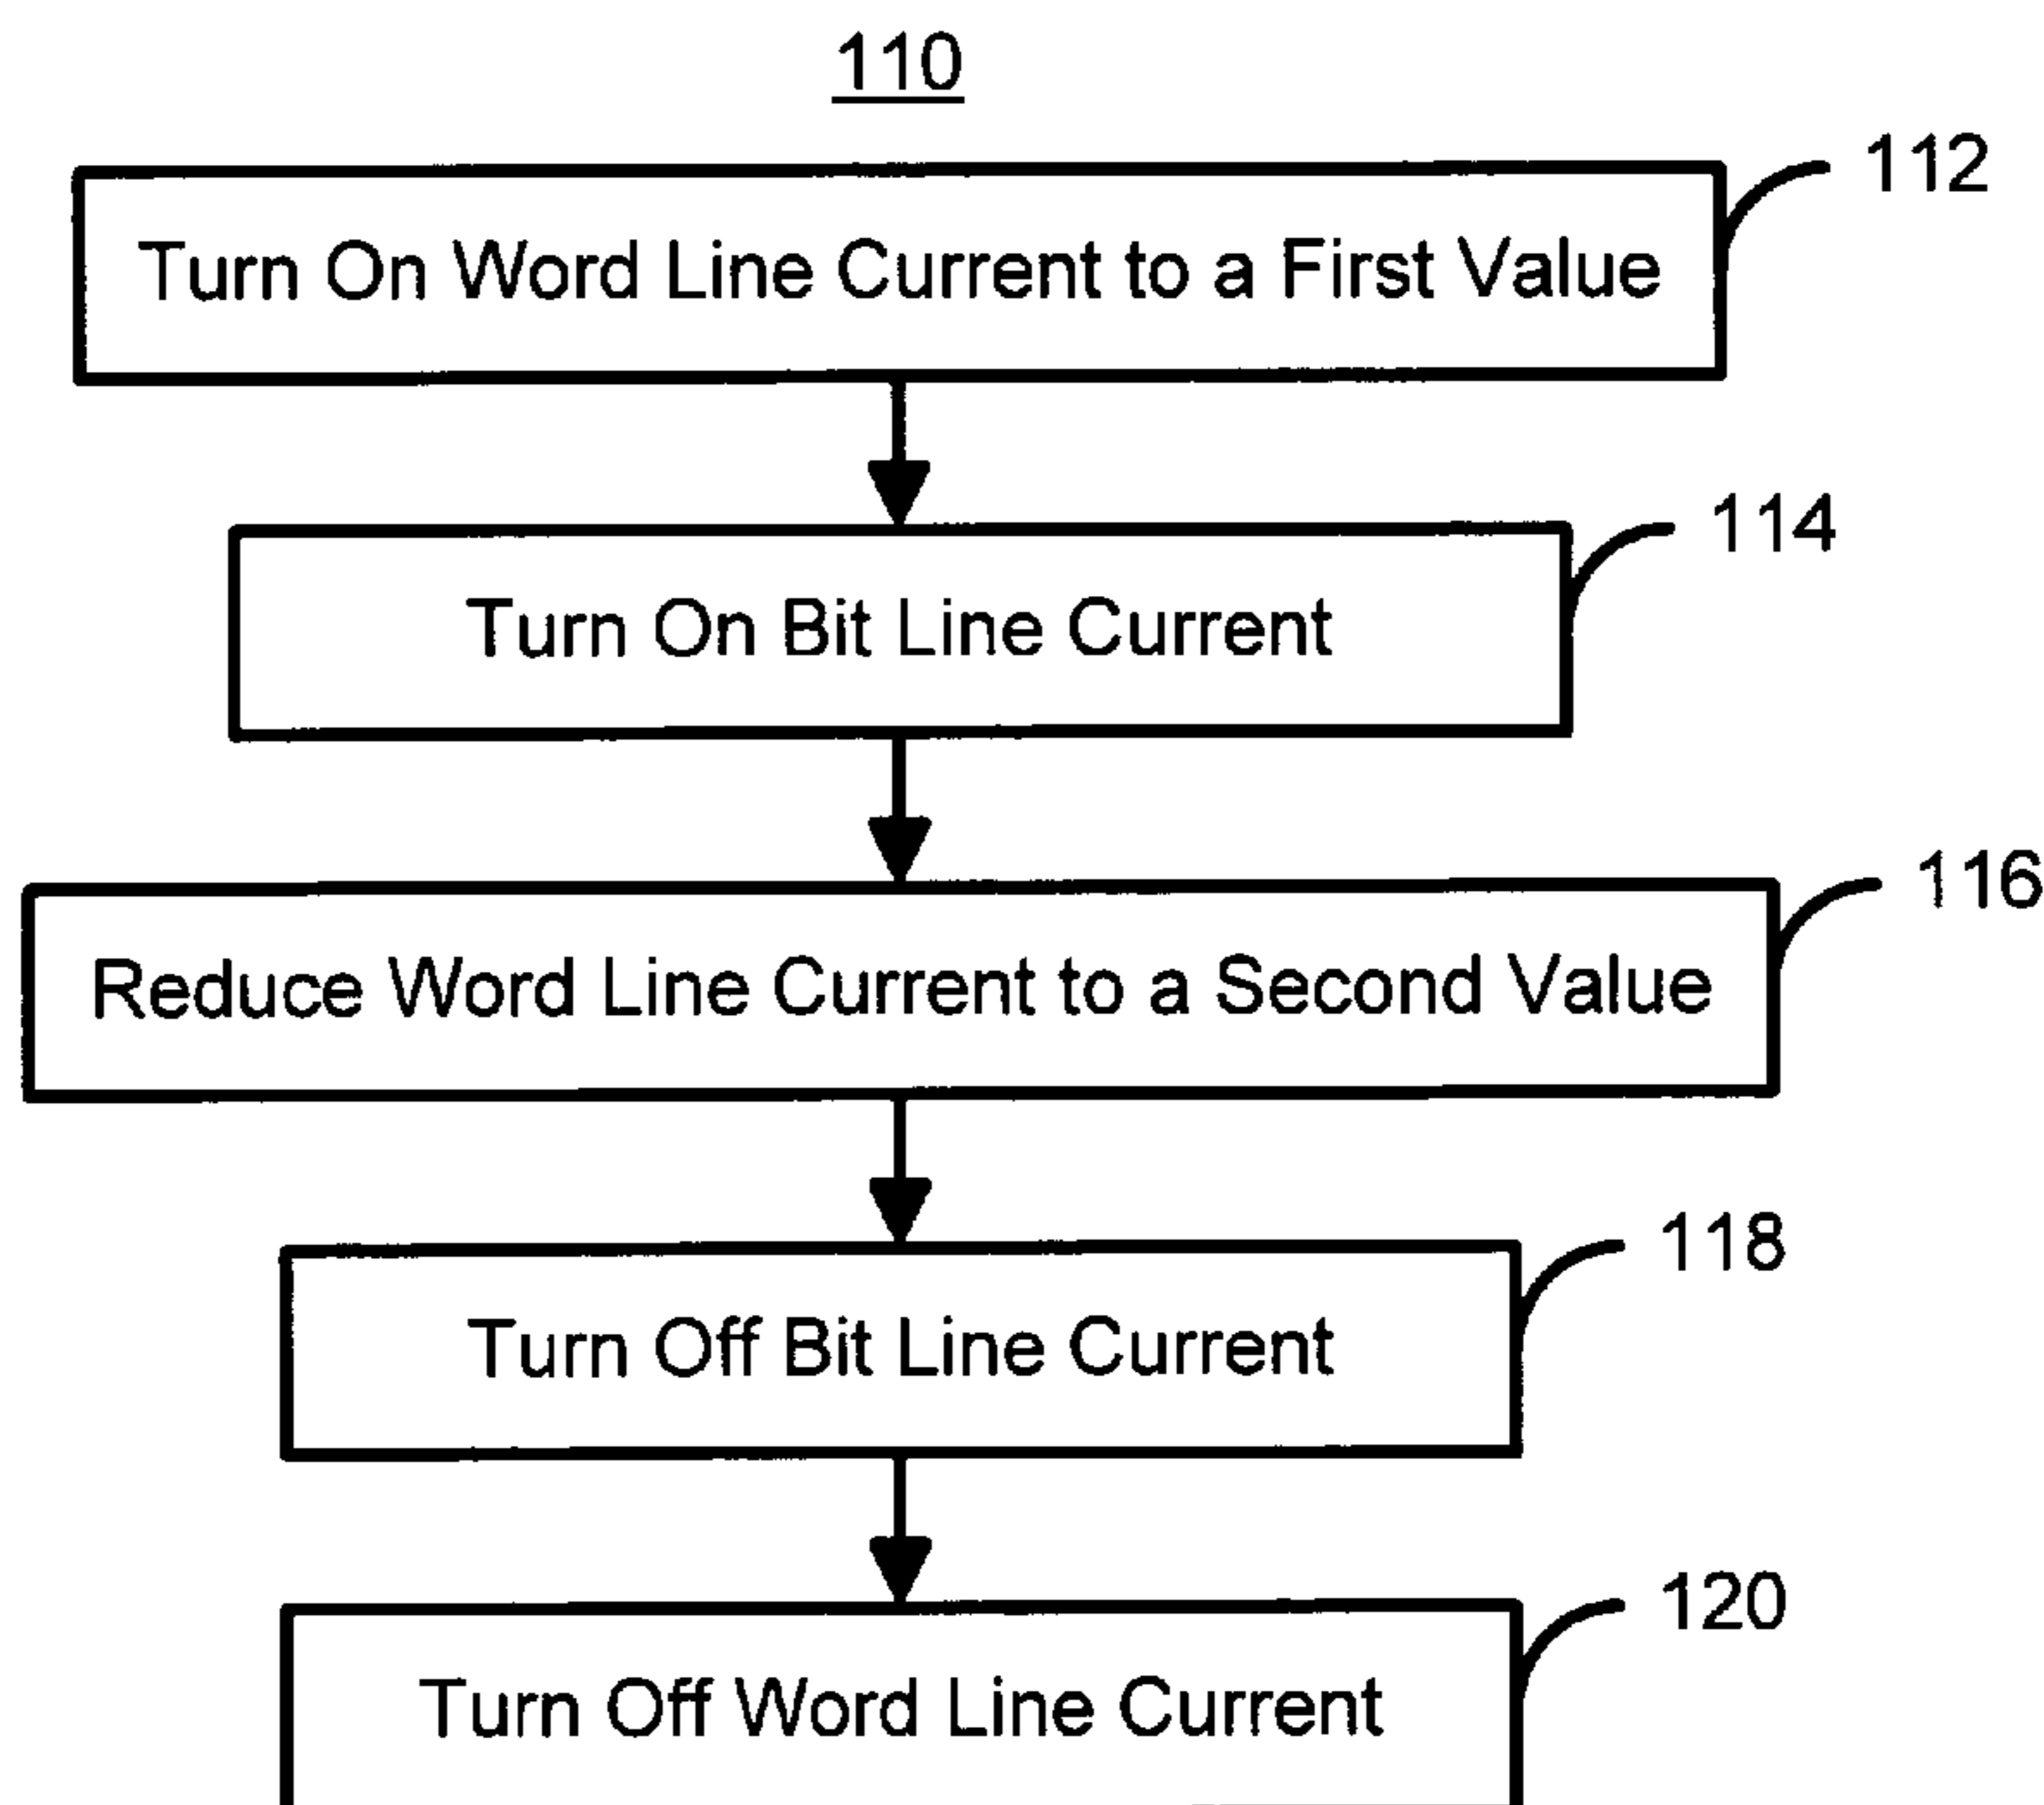 110
112
Turn On Word Line Current to a First Value
114
Turn On Bit Line Current
116
Reduce Word Line Current to a Second Value
118
Turn Off Bit Line Current
120
Turn Off Word Line Current